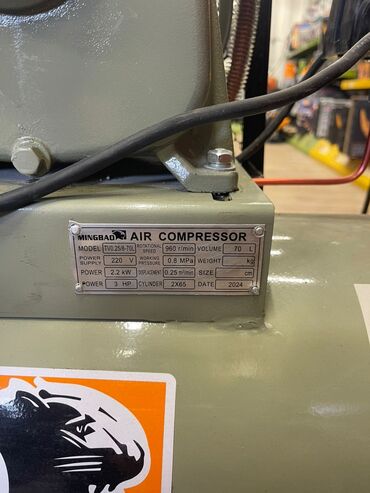 MINGBAO AIR COMPRESSOR
MODEL TV0.25/8-70L ROTATIONAL SPEED 960 r/min VOLUME 70 L
POWER SUPPLY 220 V WORKING PRESSURE 0.8 MPa WEIGHT kg
POWER 2.2 kW DISPLACEMENT 0.25 m³/min SIZE cm
POWER 3 HP CYLINDER 2X65 DATE 2024